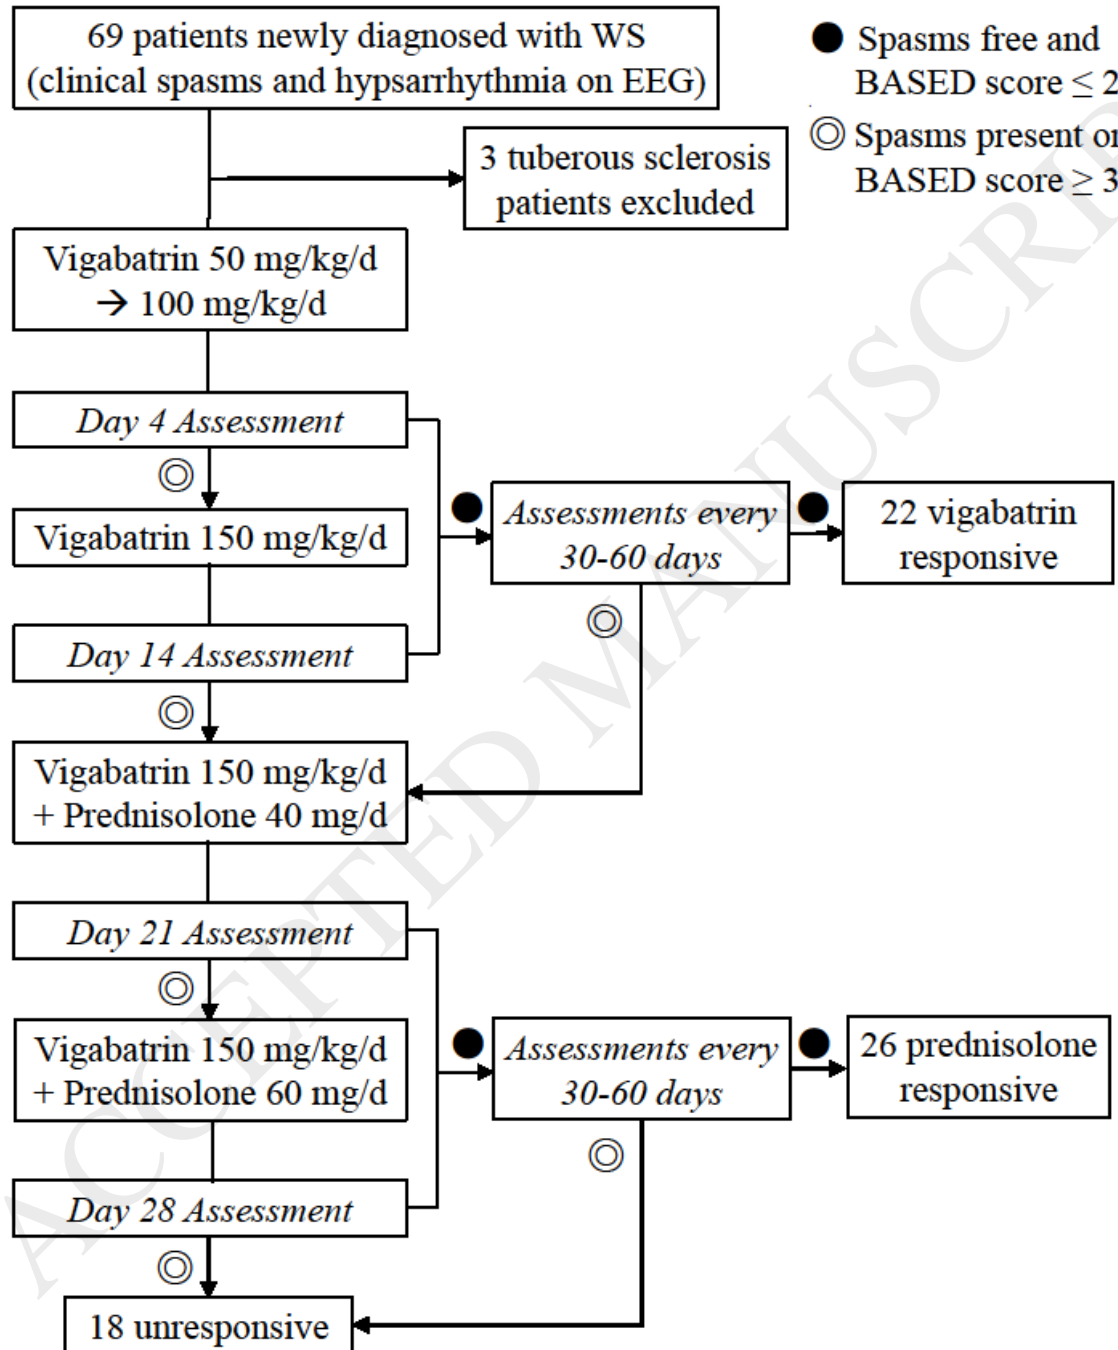 69 patients newly diagnosed with WS
(clinical spasms and hypsarrhythmia on EEG)
● Spasms free and
BASED score ≤ 2
◎ Spasms present or
BASED score ≥ 3
3 tuberous sclerosis
patients excluded
Vigabatrin 50 mg/kg/d
→ 100 mg/kg/d
Day 4 Assessment
Vigabatrin 150 mg/kg/d
Assessments every
30-60 days
22 vigabatrin
responsive
Day 14 Assessment
Vigabatrin 150 mg/kg/d
+ Prednisolone 40 mg/d
Day 21 Assessment
Vigabatrin 150 mg/kg/d
+ Prednisolone 60 mg/d
Assessments every
30-60 days
26 prednisolone
responsive
Day 28 Assessment
18 unresponsive
ACCEPTED MANUSCRIP